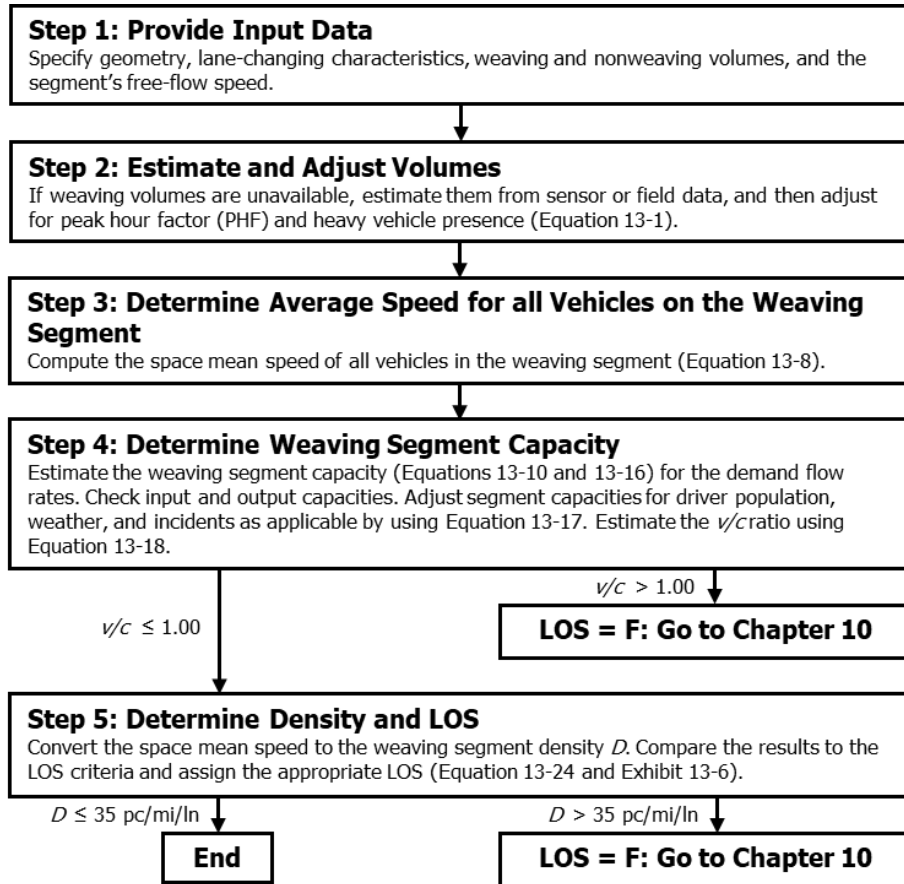 Step 1: Provide Input Data
Specify geometry, lane-changing characteristics, weaving and nonweaving volumes, and the
segment's free-flow speed.
Step 2: Estimate and Adjust Volumes
If weaving volumes are unavailable, estimate them from sensor or field data, and then adjust
for peak hour factor (PHF) and heavy vehicle presence (Equation 13-1).
Step 3: Determine Average Speed for all Vehicles on the Weaving
Segment
Compute the space mean speed of all vehicles in the weaving segment (Equation 13-8).
Step 4: Determine Weaving Segment Capacity
Estimate the weaving segment capacity (Equations 13-10 and 13-16) for the demand flow
rates. Check input and output capacities. Adjust segment capacities for driver population,
weather, and incidents as applicable by using Equation 13-17. Estimate the v/c ratio using
Equation 13-18.
v/c > 1.00
v/c ≤ 1.00
LOS = F: Go to Chapter 10
Step 5: Determine Density and LOS
Convert the space mean speed to the weaving segment density D. Compare the results to the
LOS criteria and assign the appropriate LOS (Equation 13-24 and Exhibit 13-6).
D ≤ 35 pc/mi/ln
D > 35 pc/mi/ln
End
LOS = F: Go to Chapter 10